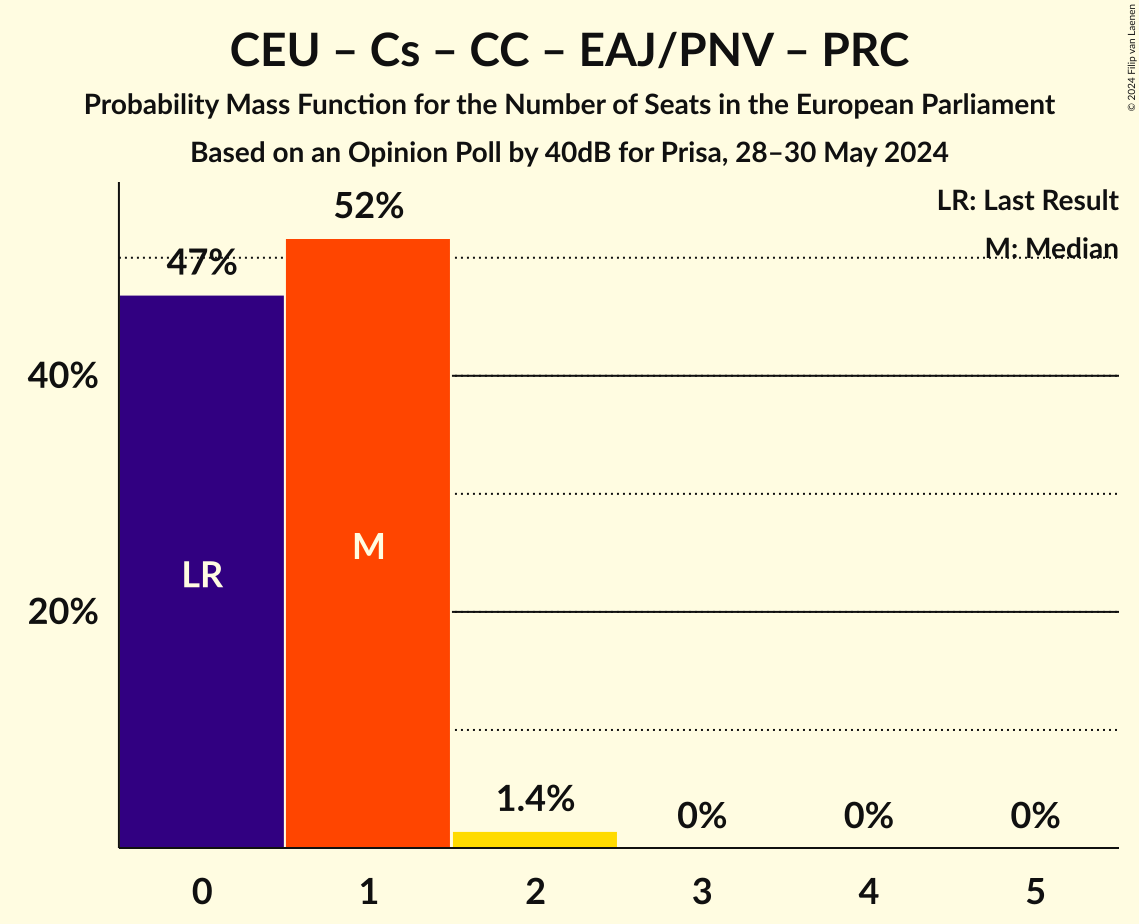 CEU – Cs – CC – EAJ/PNV – PRC
Probability Mass Function for the Number of Seats in the European Parliament
Based on an Opinion Poll by 40dB for Prisa, 28–30 May 2024
© 2024 Filip van Laenen
LR: Last Result
M: Median
52%
47%
40%
20%
LR
M
1.4%
0%
0%
0%
0
1
2
3
4
5